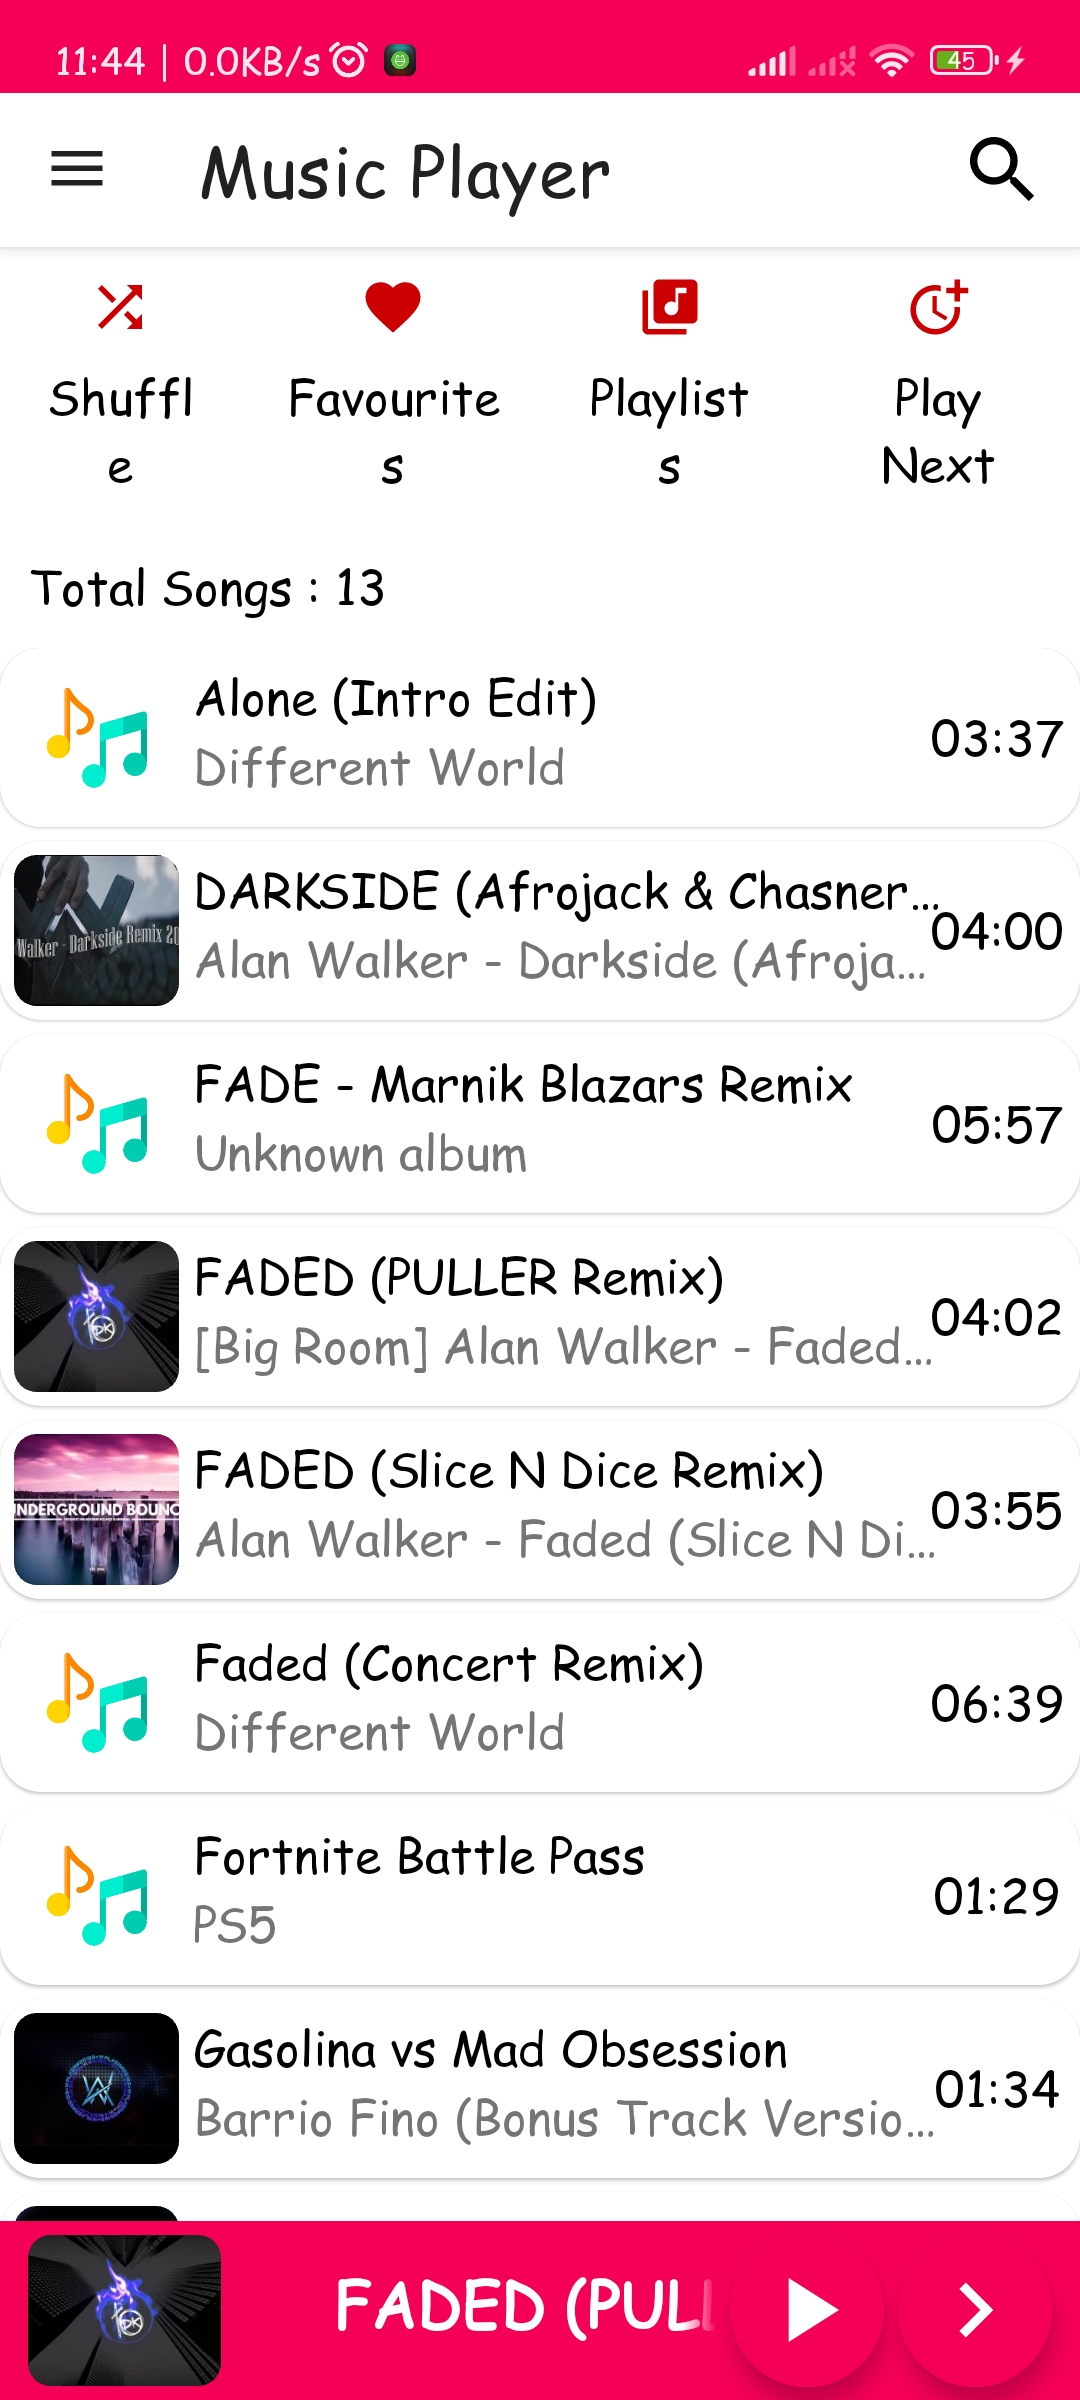 11:44 | 0.0KB/s
45
Music Player
Shuffl
e
Favourite
s
Playlist
s
Play
Next
Total Songs : 13
Alone (Intro Edit)
Different World
03:37
Walker - Darkside Remix 20
DARKSIDE (Afrojack & Chasner...
Alan Walker - Darkside (Afroja...
04:00
FADE - Marnik Blazars Remix
Unknown album
05:57
FADED (PULLER Remix)
[Big Room] Alan Walker - Faded...
04:02
NDERGROUND BOUNC
FADED (Slice N Dice Remix)
Alan Walker - Faded (Slice N Di...
03:55
Faded (Concert Remix)
Different World
06:39
Fortnite Battle Pass
PS5
01:29
Gasolina vs Mad Obsession
Barrio Fino (Bonus Track Versio...
01:34
FADED (PULL